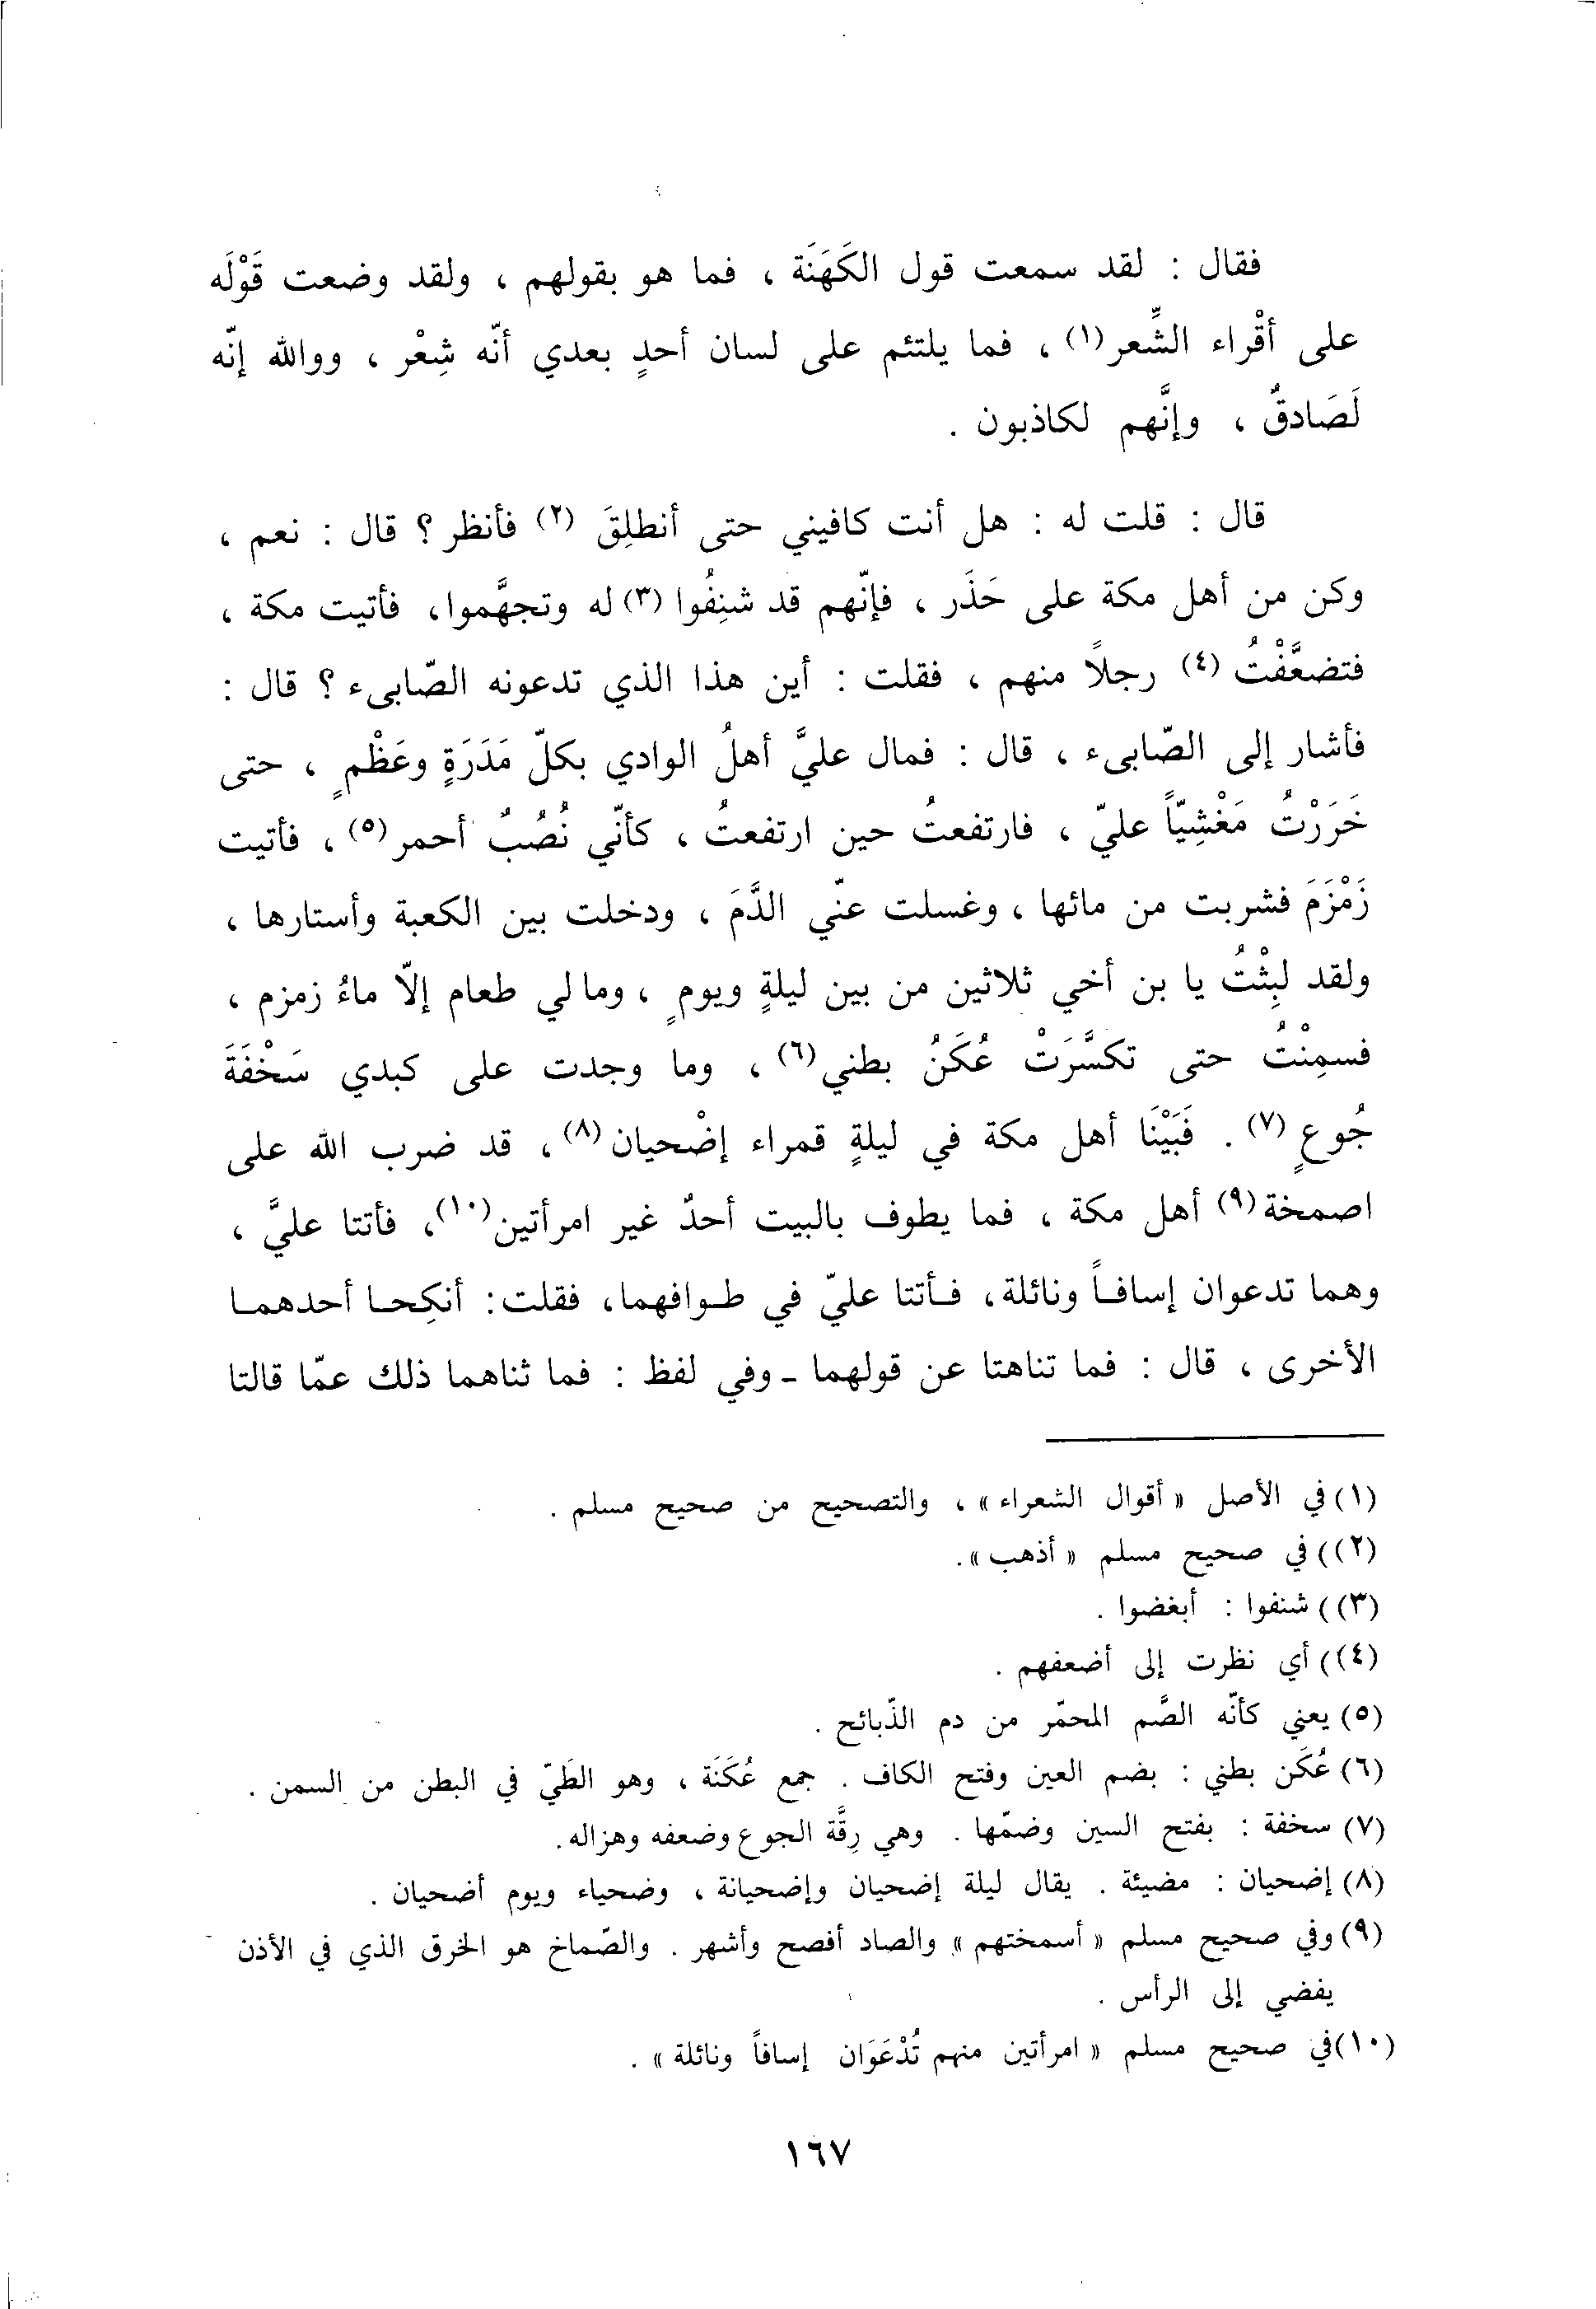 فقال : لقد سمعت قول الكَهَنَة ، فما هو بقولهم ، ولقد وضعت قَوْلَه
على أقْراء الشِّعر(١) ، فما يلتئم على لسان أحدٍ بعدي أنّه شِعْر ، ووالله إنّه
لَصَادقٌ ، وإنَّهم لكاذبون .
قال : قلت له : هل أنت كافيني حتى أنطلِقَ (٢) فأنظر ؟ قال : نعم ،
وكن من أهل مكة على حَذَر ، فإنّهم قد شنِفُوا (٣) له وتجهَّموا، فأتيت مكة ،
فتضعَّفْتُ (٤) رجلاً منهم ، فقلت : أين هذا الذي تدعونه الصّابىء ؟ قال :
فأشار إلى الصّابىء ، قال : فمال عليَّ أهلُ الوادي بكلّ مَدَرَةٍ وعَظْمٍ ، حتى
خَرَرْتُ مَغْشِيّاً عليّ ، فارتفعتُ حين ارتفعتُ ، كأنّي نُصُبٌ أحمر(٥) ، فأتيت
زَمْزَمَ فشربت من مائها ، وغسلت عنّي الدَّمَ ، ودخلت بين الكعبة وأستارها ،
ولقد لبِثْتُ يا بن أخي ثلاثين من بين ليلةٍ ويومٍ ، ومالي طعام إلّا ماءُ زمزم ،
فسمِنْتُ حتى تكسَّرَتْ عُكَنُ بطني(٦) ، وما وجدت على كبدي سَخْفَةَ
جُوعٍ (٧) . فَبَيْنَا أهل مكة في ليلةٍ قمراء إضْحيان(٨) ، قد ضرب الله على
اصمخة(٩) أهل مكة ، فما يطوف بالبيت أحدٌ غير امرأتين(١٠)، فأتتا عليَّ ،
وهما تدعوان إسافاً ونائلة، فأتتا عليّ في طوافهما، فقلت: أنكِحا أحدهما
الأخرى ، قال : فما تناهتا عن قولهما - وفي لفظ : فما ثناهما ذلك عمّا قالتا
(١) في الأصل « أقوال الشعراء» ، والتصحيح من صحيح مسلم .
(٢)) في صحيح مسلم « أذهب».
(٣)) شنفوا : أبغضوا .
(٤)) أي نظرت إلى أضعفهم .
(٥) يعني كأنّه الصَّم المحمّر من دم الذّبائح .
(٦) عُكَن بطني : بضم العين وفتح الكاف . جمع عُكَنَة ، وهو الطَيّ في البطن من السمن .
(٧) سخفة : بفتح السين وضمّها . وهي رِقَّة الجوع وضعفه وهزاله.
(٨) إضحيان : مضيئة . يقال ليلة إضحيان وإضحيانة ، وضحياء ويوم أضحيان .
(٩) وفي صحيح مسلم « أسمختهم » والصاد أفصح وأشهر . والصّماخ هو الخرق الذي في الأذن
يفضي إلى الرأس .
(١٠) في صحيح مسلم « امرأتين منهم تُدْعَوَان إسافاً ونائلة » .
١٦٧